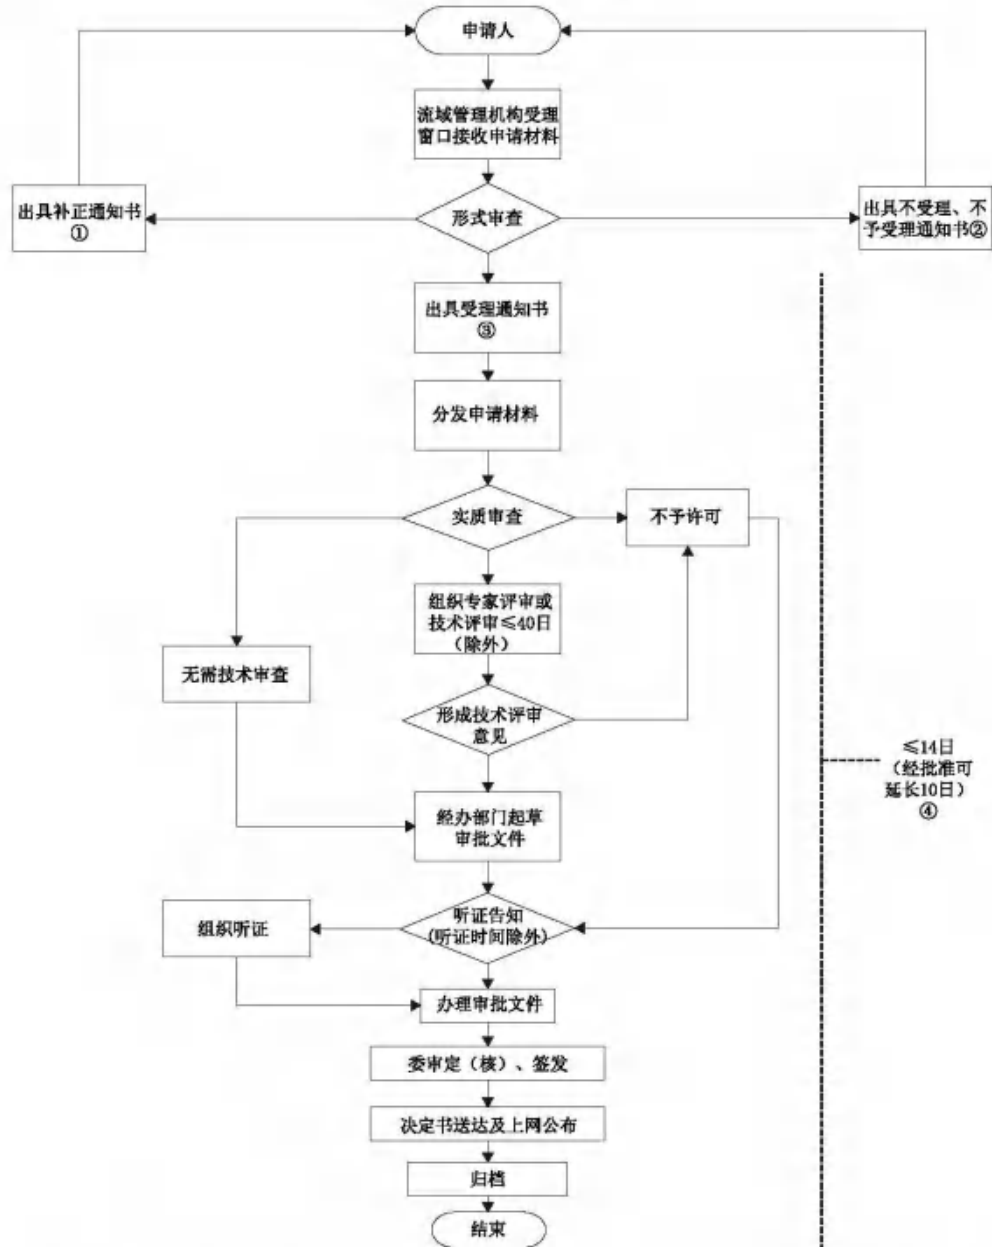 申请人
流域管理机构受理
窗口接收申请材料
出具补正通知书
①
形式审查
出具不受理、不
予受理通知书②
出具受理通知书
③
分发申请材料
实质审查
不予许可
组织专家评审或
技术评审≤40日
（除外）
无需技术审查
形成技术评审
意见
≤14日
（经批准可
延长10日）
④
经办部门起草
审批文件
组织听证
听证告知
(听证时间除外)
办理审批文件
委审定（核）、签发
决定书送达及上网公布
归档
结束